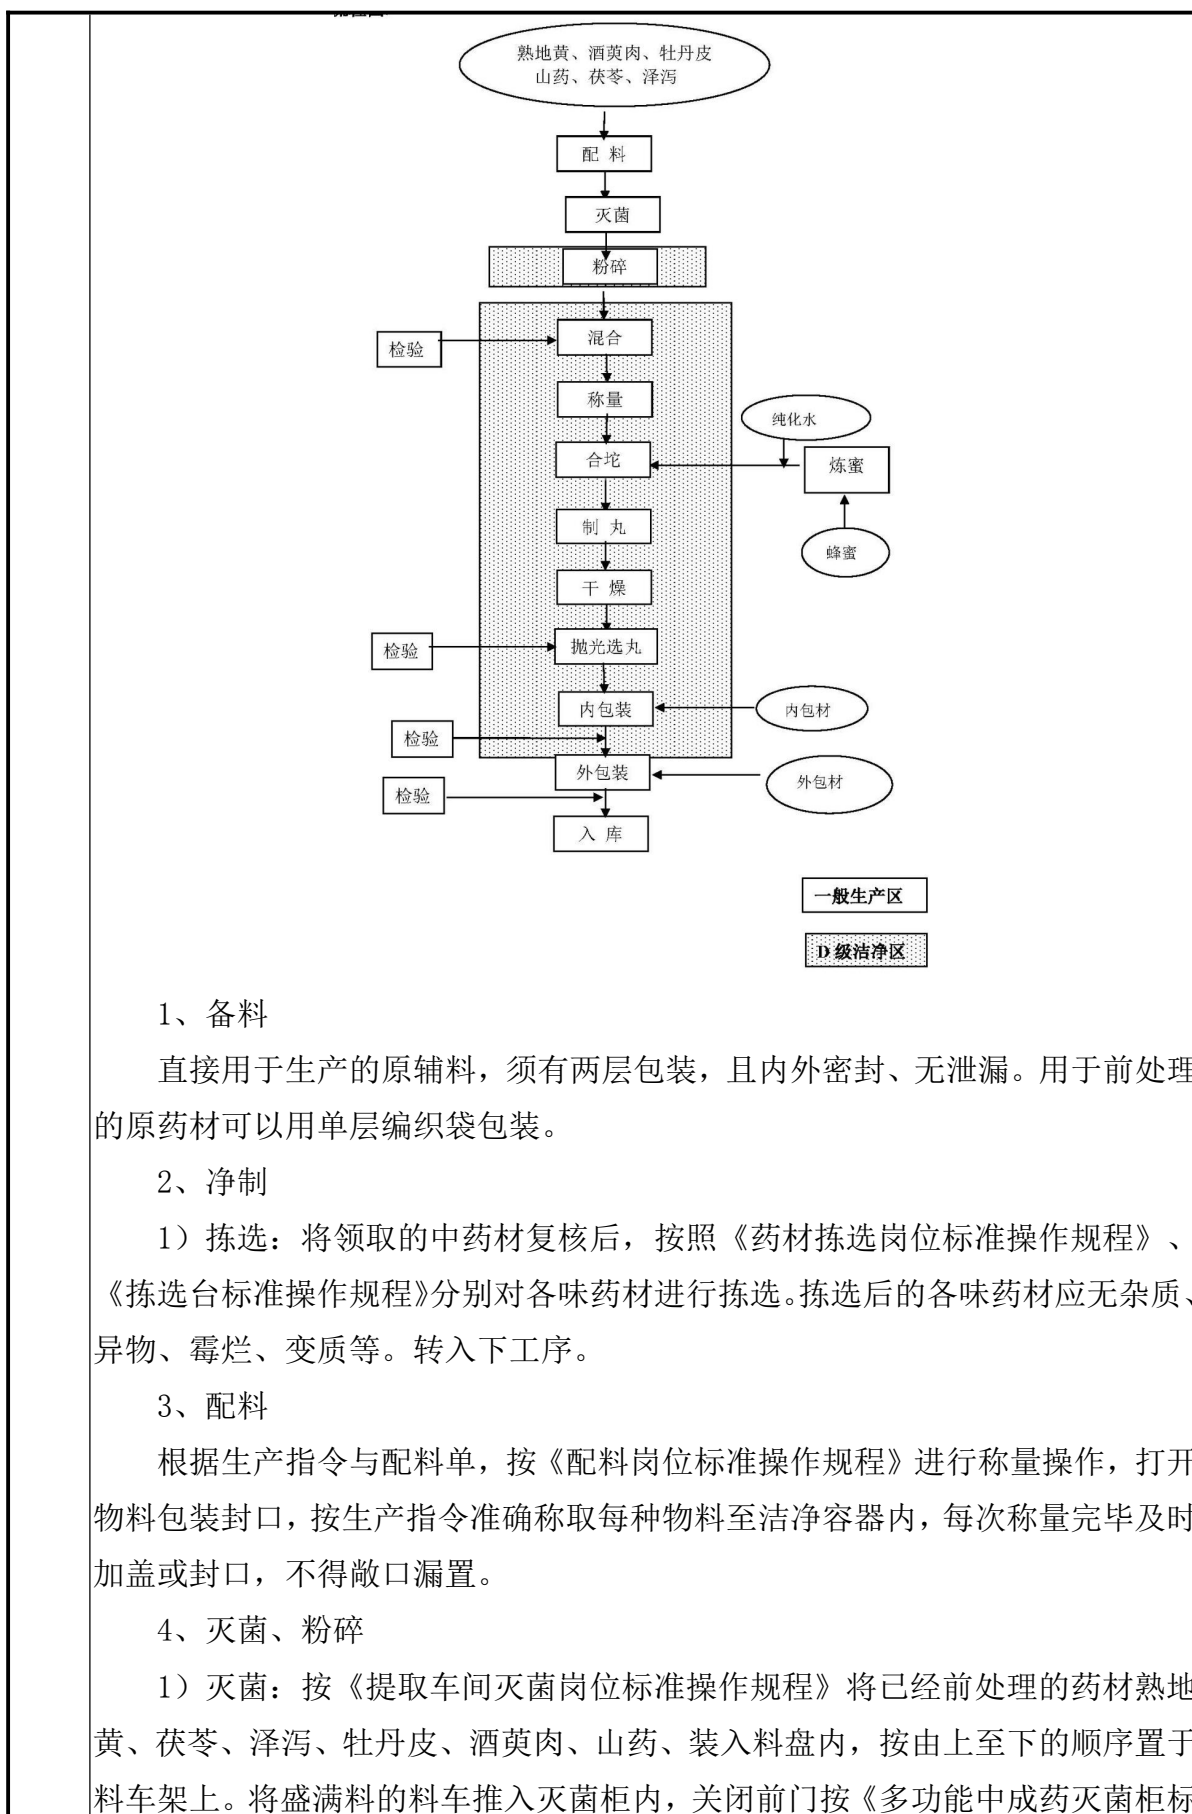 熟地黄、酒萸肉、牡丹皮
山药、茯苓、泽泻
配 料
灭菌
粉碎
混合
检验
称量
纯化水
合坨
炼蜜
制 丸
蜂蜜
干 燥
检验
抛光选丸
内包装
内包材
检验
外包装
外包材
检验
入 库
一般生产区
D 级洁净区
1、备料
直接用于生产的原辅料，须有两层包装，且内外密封、无泄漏。用于前处理
的原药材可以用单层编织袋包装。
2、净制
1）拣选：将领取的中药材复核后，按照《药材拣选岗位标准操作规程》、
《拣选台标准操作规程》分别对各味药材进行拣选。拣选后的各味药材应无杂质、
异物、霉烂、变质等。转入下工序。
3、配料
根据生产指令与配料单，按《配料岗位标准操作规程》进行称量操作，打开
物料包装封口，按生产指令准确称取每种物料至洁净容器内，每次称量完毕及时
加盖或封口，不得敞口漏置。
4、灭菌、粉碎
1）灭菌：按《提取车间灭菌岗位标准操作规程》将已经前处理的药材熟地
黄、茯苓、泽泻、牡丹皮、酒萸肉、山药、装入料盘内，按由上至下的顺序置于
料车架上。将盛满料的料车推入灭菌柜内，关闭前门按《多功能中成药灭菌柜标